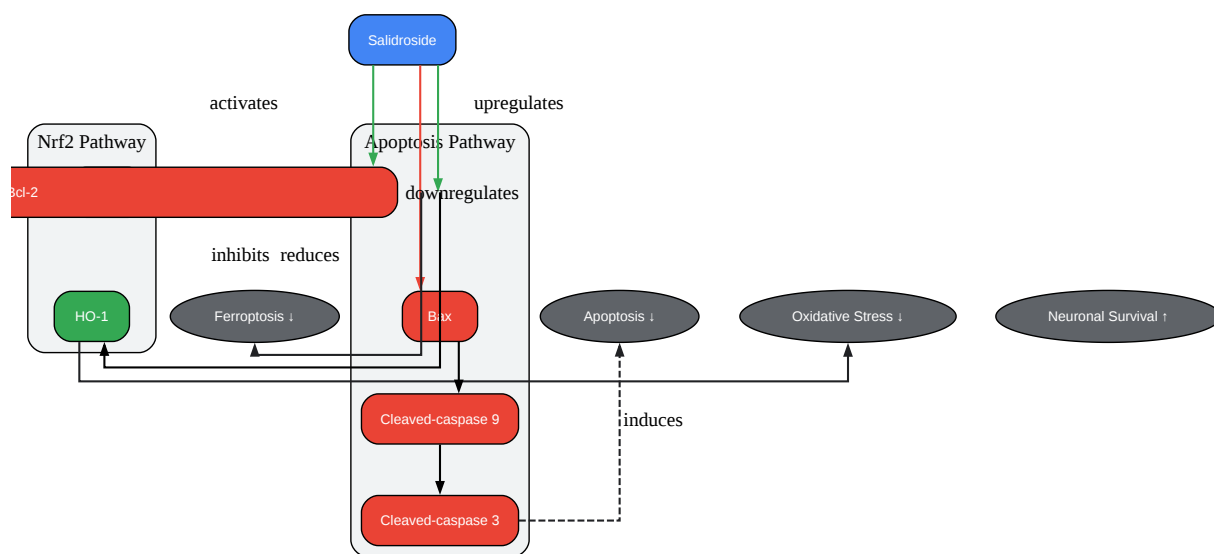 Salidroside
activates
upregulates
Nrf2 Pathway
Apoptosis Pathway
Bcl-2
downregulates
inhibits
reduces
HO-1
Ferroptosis ↓
Bax
Apoptosis ↓
Oxidative Stress ↓
Neuronal Survival ↑
Cleaved-caspase 9
induces
Cleaved-caspase 3